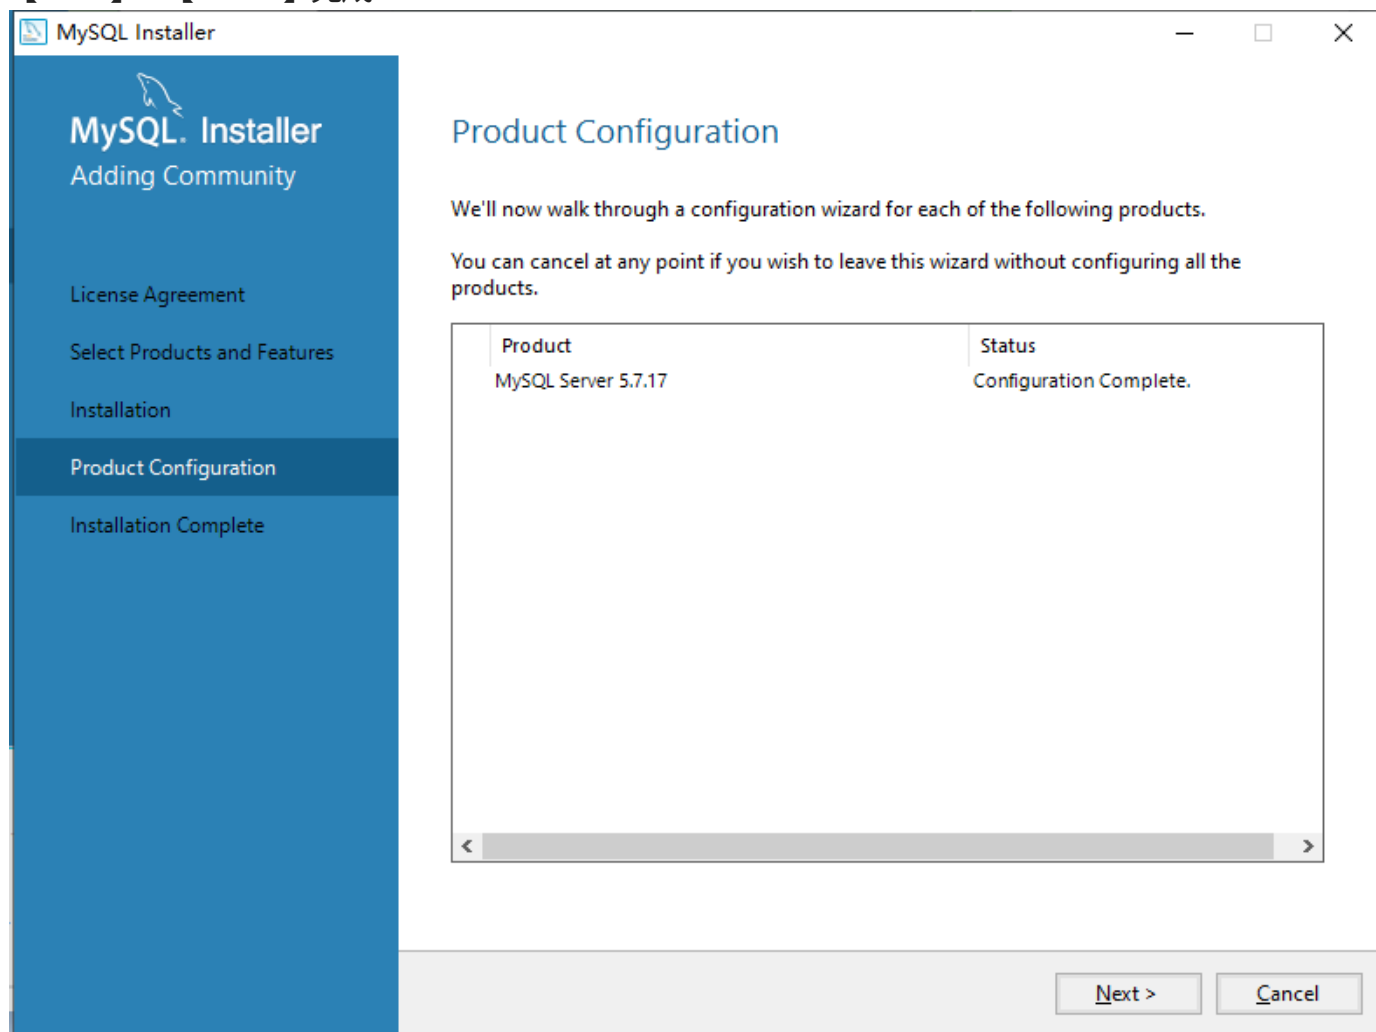 MySQL Installer
MySQL. Installer
Adding Community
License Agreement
Select Products and Features
Installation
Product Configuration
Installation Complete
Product Configuration
We'll now walk through a configuration wizard for each of the following products.
You can cancel at any point if you wish to leave this wizard without configuring all the
products.
Product Status
MySQL Server 5.7.17 Configuration Complete.
Next > Cancel